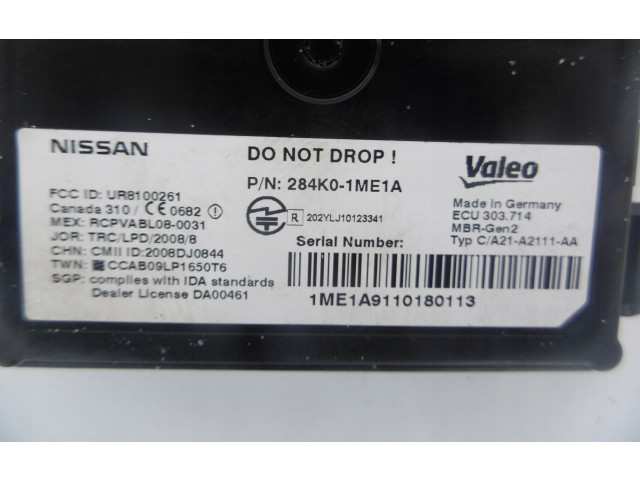 NISSAN
DO NOT DROP !
Valeo
P/N: 284K0-1ME1A
FCC ID: UR8100261
Canada 310 / CE 0682
MEX: RCPVABL08-0031
JOR: TRC/LPD/2008/8
CHN: CMII ID:2008DJ0844
TWN: CCAB09LP1650T6
SGP: complies with IDA standards
Dealer License DA00461
R 202YLJ10123341
Made in Germany
ECU 303.714
MBR-Gen2
Typ C/A21-A2111-AA
Serial Number:
1ME1A9110180113